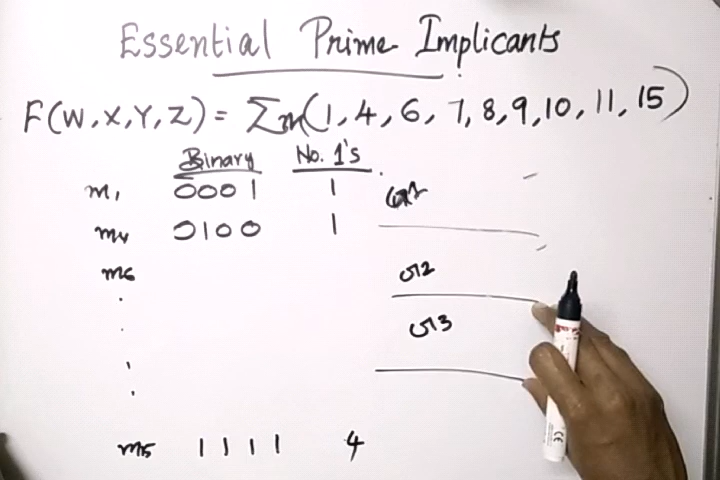 Essential Prime Implicants
F(W,X,Y,Z) = Σm(1,4,6,7,8,9,10,11,15)
Binary No. 1's
m1 0001 1
m4 0100 1
m6
G2
G3
m15 1111 4